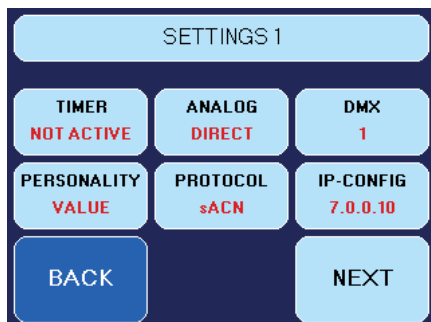 SETTINGS 1
TIMER
NOT ACTIVE
ANALOG
DIRECT
DMX
1
PERSONALITY
VALUE
PROTOCOL
sACN
IP-CONFIG
7.0.0.10
BACK
NEXT